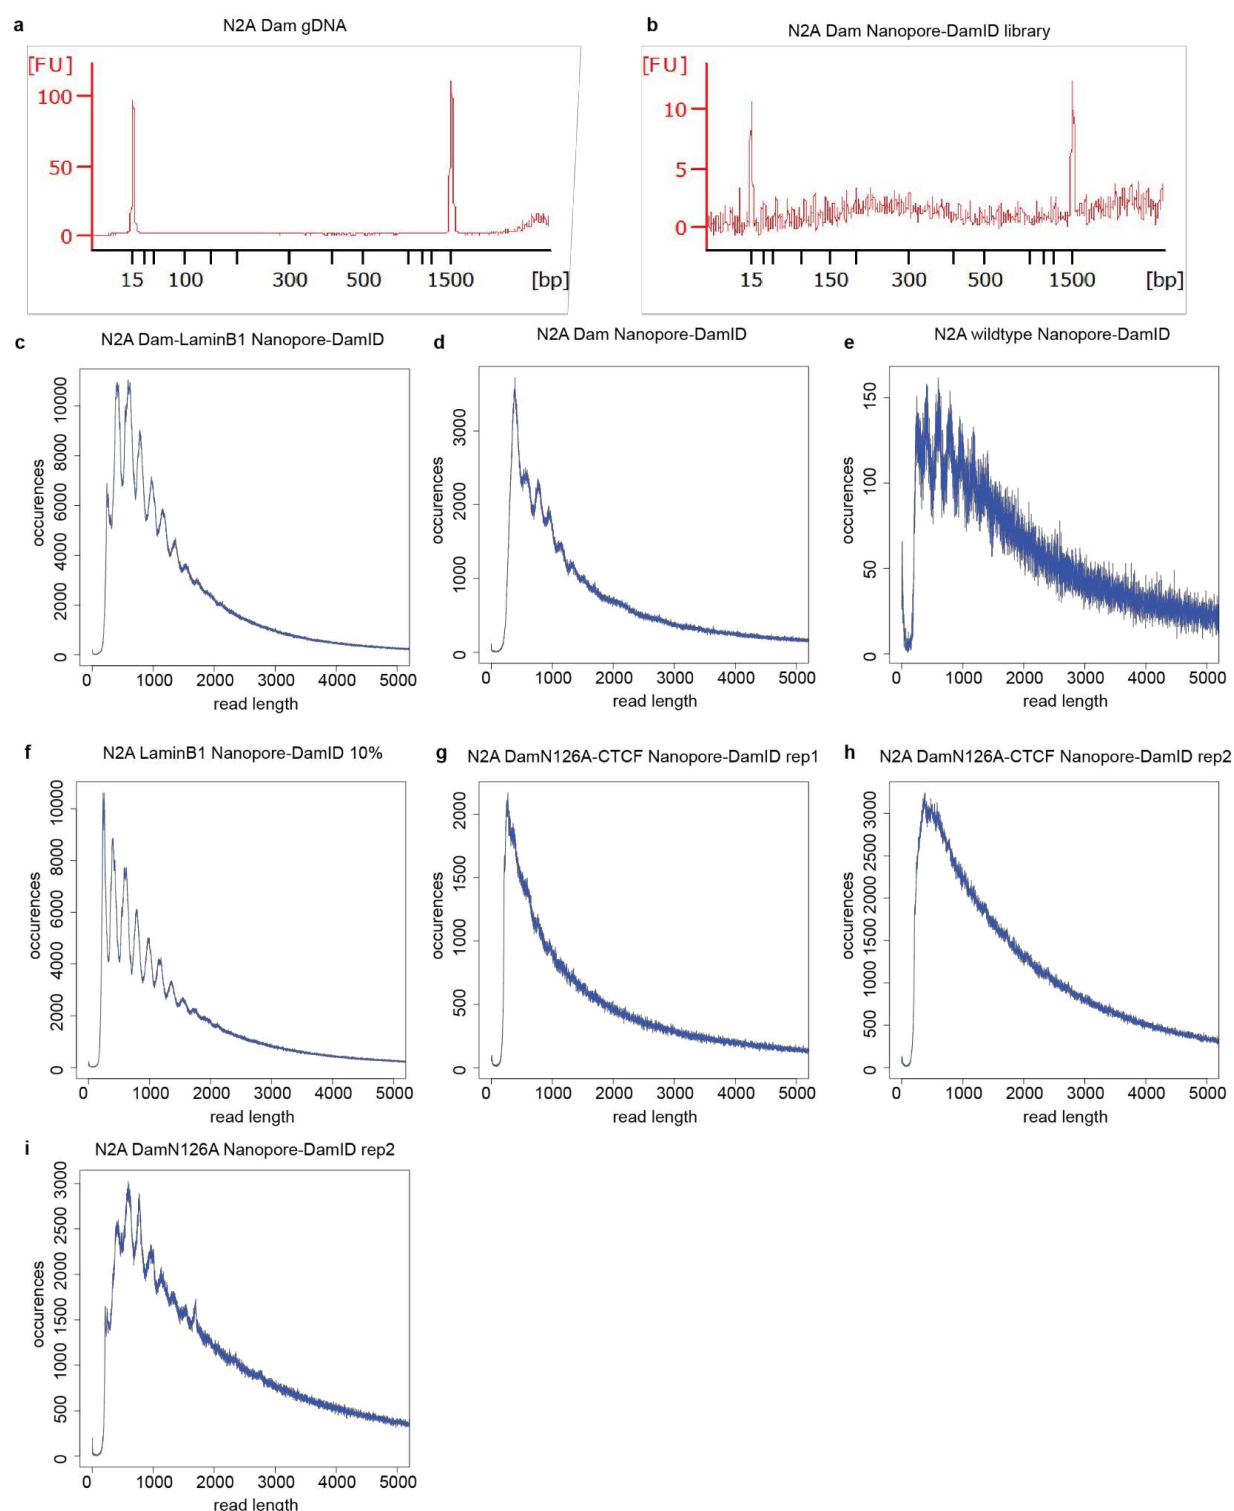 a
N2A Dam gDNA
[FU]
100
50
0
15 100 300 500 1500 [bp]
b
N2A Dam Nanopore-DamID library
[FU]
10
5
0
15 150 300 500 1500 [bp]
c
N2A Dam-LaminB1 Nanopore-DamID
occurences
10000
8000
6000
4000
2000
0
0 1000 2000 3000 4000 5000
read length
d
N2A Dam Nanopore-DamID
occurences
3000
2000
1000
0
0 1000 2000 3000 4000 5000
read length
e
N2A wildtype Nanopore-DamID
occurences
150
100
50
0
0 1000 2000 3000 4000 5000
read length
f
N2A LaminB1 Nanopore-DamID 10%
occurences
10000
8000
6000
4000
2000
0
0 1000 2000 3000 4000 5000
read length
g
N2A DamN126A-CTCF Nanopore-DamID rep1
occurences
2000
1500
1000
500
0
0 1000 2000 3000 4000 5000
read length
h
N2A DamN126A-CTCF Nanopore-DamID rep2
occurences
3000
2500
2000
1500
1000
500
0
0 1000 2000 3000 4000 5000
read length
i
N2A DamN126A Nanopore-DamID rep2
occurences
3000
2500
2000
1500
1000
500
0
0 1000 2000 3000 4000 5000
read length